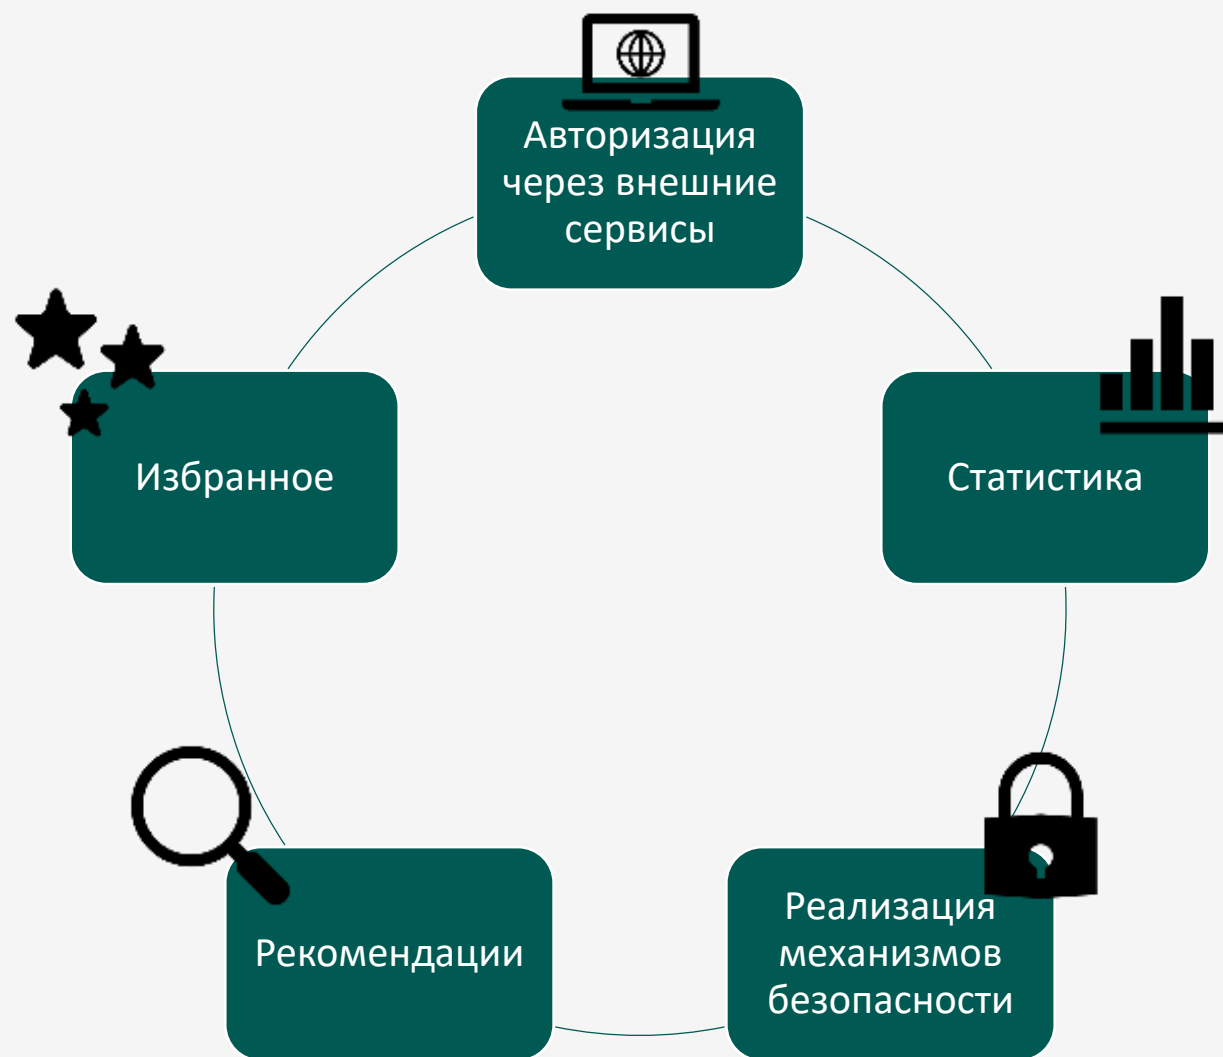 Авторизация
через внешние
сервисы
Избранное
Статистика
Рекомендации
Реализация
механизмов
безопасности